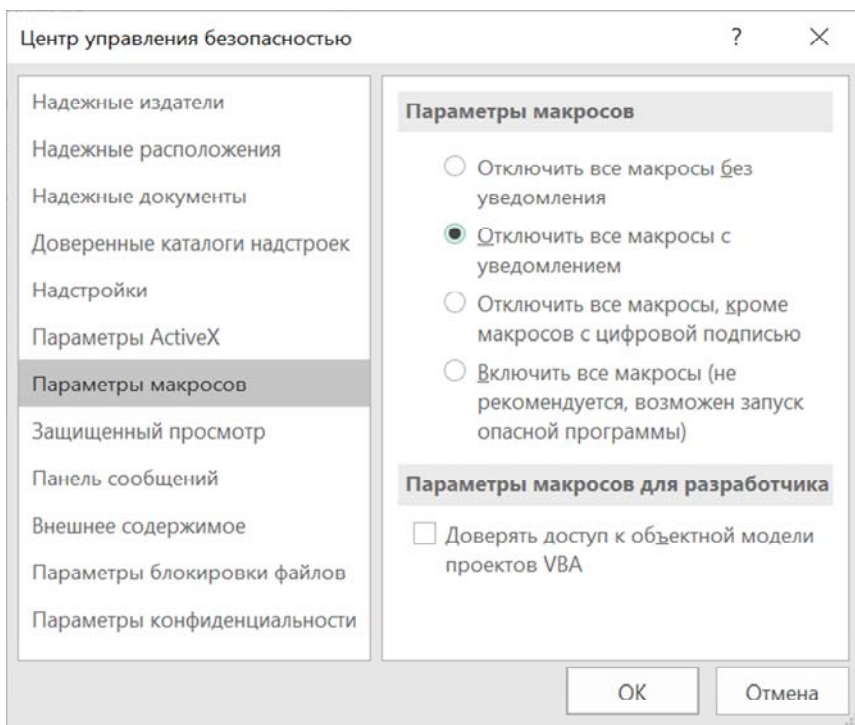 Центр управления безопасностью
?
Надежные издатели
Надежные расположения
Надежные документы
Доверенные каталоги надстроек
Надстройки
Параметры ActiveX
Параметры макросов
Защищенный просмотр
Панель сообщений
Внешнее содержимое
Параметры блокировки файлов
Параметры конфиденциальности
Параметры макросов
Отключить все макросы без
уведомления
Отключить все макросы с
уведомлением
Отключить все макросы, кроме
макросов с цифровой подписью
Включить все макросы (не
рекомендуется, возможен запуск
опасной программы)
Параметры макросов для разработчика
Доверять доступ к объектной модели
проектов VBA
ОК
Отмена